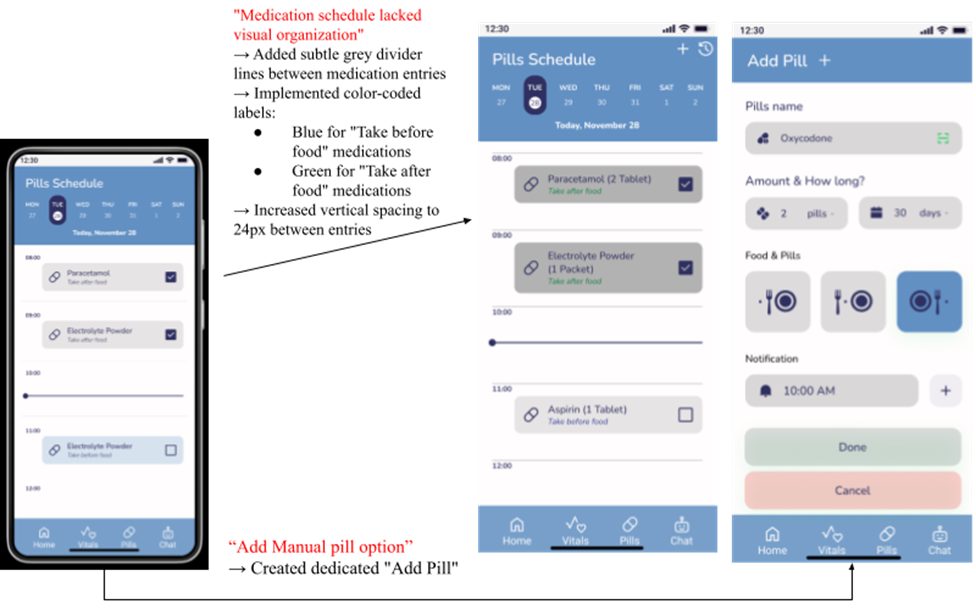 "Medication schedule lacked
visual organization"
→ Added subtle grey divider
lines between medication entries
→ Implemented color-coded
labels:
● Blue for "Take before
food" medications
● Green for "Take after
food" medications
→ Increased vertical spacing to
24px between entries
12:30
Pills Schedule
MON TUE WED THU FRI SAT SUN
27 28 29 30 31 1 2
Today, November 28
08:00
Paracetamol
Take after food
09:00
Electrolyte Powder
Take after food
10:00
11:00
Electrolyte Powder
Take before food
12:00
Home Vitals Pills Chat
“Add Manual pill option”
→ Created dedicated "Add Pill"
12:30
Pills Schedule +
MON TUE WED THU FRI SAT SUN
27 28 29 30 31 1 2
Today, November 28
08:00
Paracetamol (2 Tablet)
Take after food
09:00
Electrolyte Powder
(1 Packet)
Take after food
10:00
11:00
Aspirin (1 Tablet)
Take before food
12:00
Home Vitals Pills Chat
12:30
Add Pill +
Pills name
Oxycodone
Amount & How long?
2 pills 30 days
Food & Pills
Notification
10:00 AM +
Done
Cancel
Home Vitals Pills Chat